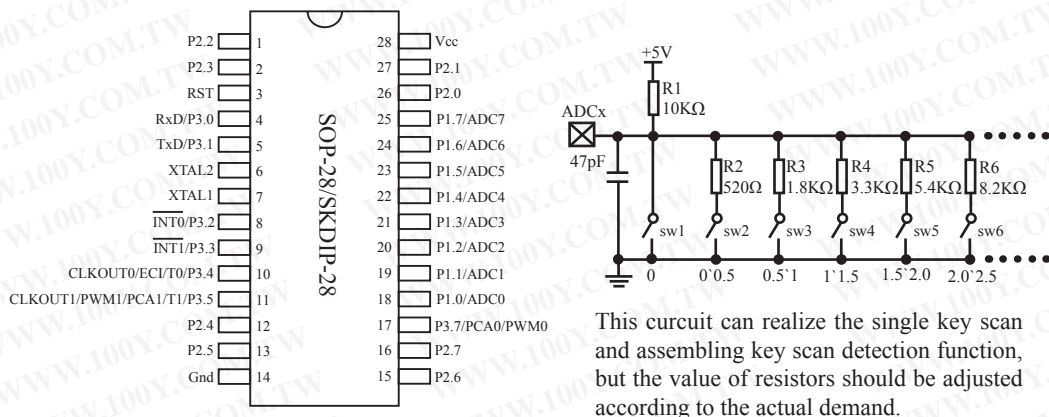 P2.2 1
P2.3 2
RST 3
RxD/P3.0 4
TxD/P3.1 5
XTAL2 6
XTAL1 7
INT0/P3.2 8
INT1/P3.3 9
CLKOUT0/ECI/T0/P3.4 10
CLKOUT1/PWM1/PCA1/T1/P3.5 11
P2.4 12
P2.5 13
Gnd 14
SOP-28/SKDIP-28
28 Vcc
27 P2.1
26 P2.0
25 P1.7/ADC7
24 P1.6/ADC6
23 P1.5/ADC5
22 P1.4/ADC4
21 P1.3/ADC3
20 P1.2/ADC2
19 P1.1/ADC1
18 P1.0/ADC0
17 P3.7/PCA0/PWM0
16 P2.7
15 P2.6
+5V
R1
10KΩ
ADCx
47pF
R2
520Ω
R3
1.8KΩ
R4
3.3KΩ
R5
5.4KΩ
R6
8.2KΩ
sw1 sw2 sw3 sw4 sw5 sw6
0 0`0.5 0.5`1 1`1.5 1.5`2.0 2.0`2.5
This curcuit can realize the single key scan
and assembling key scan detection function,
but the value of resistors should be adjusted
according to the actual demand.
WWW.100Y.COM.TW